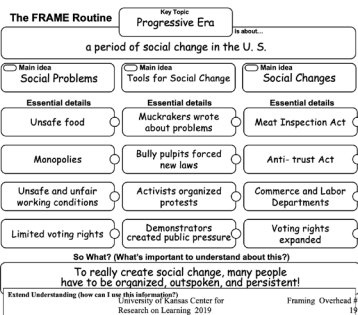 The FRAME Routine
Key Topic
Progressive Era
is about...
a period of social change in the U. S.
Main idea
Social Problems
Main idea
Tools for Social Change
Main idea
Social Changes
Essential details
Essential details
Essential details
Unsafe food
Muckrakers wrote
about problems
Meat Inspection Act
Monopolies
Bully pulpits forced
new laws
Anti- trust Act
Unsafe and unfair
working conditions
Activists organized
protests
Commerce and Labor
Departments
Limited voting rights
Demonstrators
created public pressure
Voting rights
expanded
So What? (What's important to understand about this?)
To really create social change, many people
have to be organized, outspoken, and persistent!
Extend Understanding (how can I use this information?)
University of Kansas Center for
Research on Learning 2019
Framing Overhead #
19